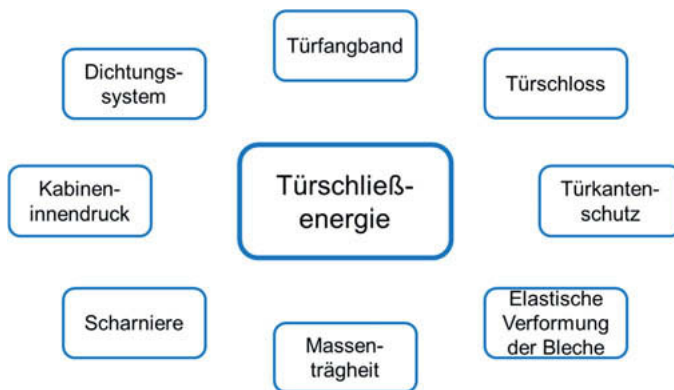 Türfangband
Dichtungs-
system
Türschloss
Kabinen-
innendruck
Türschließ-
energie
Türkanten-
schutz
Scharniere
Massen-
trägheit
Elastische
Verformung
der Bleche